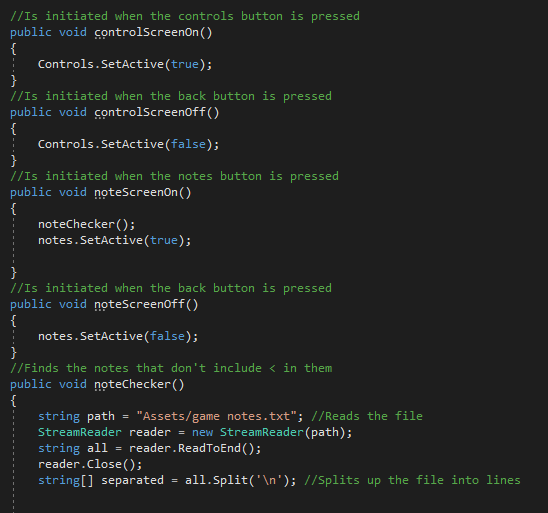 //Is initiated when the controls button is pressed
public void controlScreenOn()
{
    Controls.SetActive(true);
}
//Is initiated when the back button is pressed
public void controlScreenOff()
{
    Controls.SetActive(false);
}
//Is initiated when the notes button is pressed
public void noteScreenOn()
{
    noteChecker();
    notes.SetActive(true);

}
//Is initiated when the back button is pressed
public void noteScreenOff()
{
    notes.SetActive(false);
}
//Finds the notes that don't include < in them
public void noteChecker()
{
    string path = "Assets/game notes.txt"; //Reads the file
    StreamReader reader = new StreamReader(path);
    string all = reader.ReadToEnd();
    reader.Close();
    string[] separated = all.Split('\n'); //Splits up the file into lines